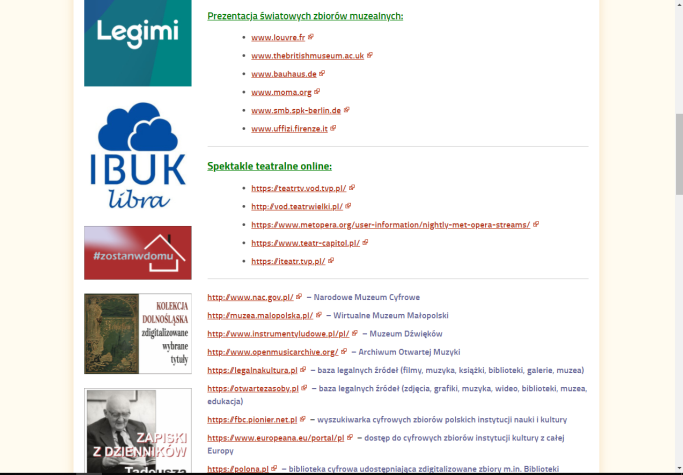 Legimi
IBUK
libra
#zostanwdomu
KOLEKCJA
DOLNOŚLĄSKA
zdigitalizowane
wybrane
tytuły
ZAPISKI
Z DZIENNIKÓW
Tadeusza
Prezentacja światowych zbiorów muzealnych:
www.louvre.fr
www.thebritishmuseum.ac.uk
www.bauhaus.de
www.moma.org
www.smb.spk-berlin.de
www.uffizi.firenze.it
Spektakle teatralne online:
https://teatrtv.vod.tvp.pl/
http://vod.teatrwielki.pl/
https://www.metopera.org/user-information/nightly-met-opera-streams/
https://www.teatr-capitol.pl/
https://iteatr.tvp.pl/
http://www.nac.gov.pl/ – Narodowe Muzeum Cyfrowe
http://muzea.malopolska.pl/ – Wirtualne Muzeum Małopolski
http://www.instrumentyludowe.pl/pl/ – Muzeum Dźwięków
http://www.openmusicarchive.org/ – Archiwum Otwartej Muzyki
https://legalnakultura.pl – baza legalnych źródeł (filmy, muzyka, książki, biblioteki, galerie, muzea)
https://otwartezasoby.pl – baza legalnych źródeł (zdjęcia, grafiki, muzyka, wideo, biblioteki, muzea,
edukacja)
https://fbc.pionier.net.pl – wyszukiwarka cyfrowych zbiorów polskich instytucji nauki i kultury
https://www.europeana.eu/portal/pl – dostęp do cyfrowych zbiorów instytucji kultury z całej
Europy
https://polona.pl – biblioteka cyfrowa udostępniająca zdigitalizowane zbiory m.in. Biblioteki